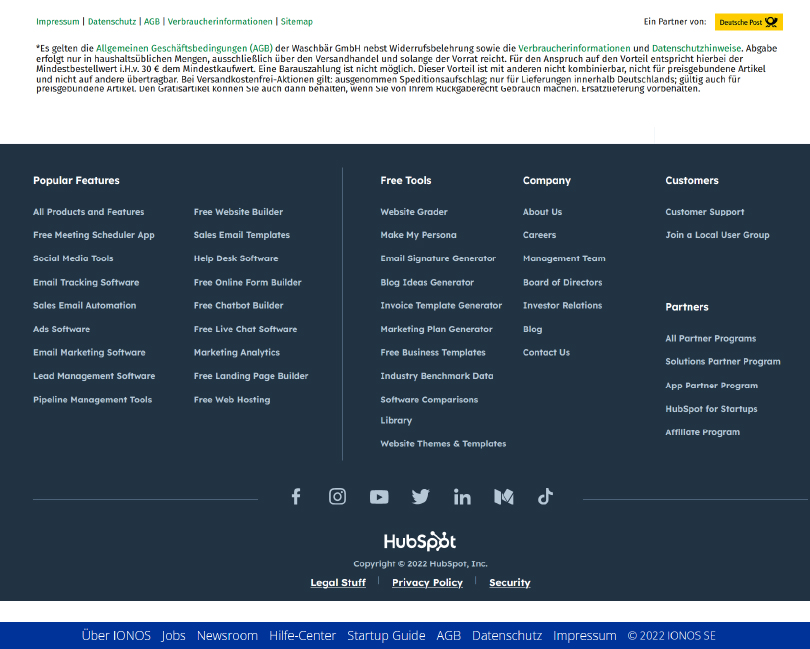 Impressum | Datenschutz | AGB | Verbraucherinformationen | Sitemap
Ein Partner von: Deutsche Post
*Es gelten die Allgemeinen Geschäftsbedingungen (AGB) der Waschbär GmbH nebst Widerrufsbelehrung sowie die Verbraucherinformationen und Datenschutzhinweise. Abgabe
erfolgt nur in haushaltsüblichen Mengen, ausschließlich über den Versandhandel und solange der Vorrat reicht. Für den Anspruch auf den Vorteil entspricht hierbei der
Mindestbestellwert i.H.v. 30 € dem Mindestkaufwert. Eine Barauszahlung ist nicht möglich. Dieser Vorteil ist mit anderen nicht kombinierbar, nicht für preisgebundene Artikel
und nicht auf andere übertragbar. Bei Versandkostenfrei-Aktionen gilt: ausgenommen Speditionsaufschlag; nur für Lieferungen innerhalb Deutschlands; gültig auch für
preisgebundene Artikel. Den Gratisartikel können Sie auch dann behalten, wenn Sie von Ihrem Rückgaberecht Gebrauch machen. Ersatzlieferung vorbehalten.
Popular Features
All Products and Features
Free Meeting Scheduler App
Social Media Tools
Email Tracking Software
Sales Email Automation
Ads Software
Email Marketing Software
Lead Management Software
Pipeline Management Tools
Free Website Builder
Sales Email Templates
Help Desk Software
Free Online Form Builder
Free Chatbot Builder
Free Live Chat Software
Marketing Analytics
Free Landing Page Builder
Free Web Hosting
Free Tools
Website Grader
Make My Persona
Email Signature Generator
Blog Ideas Generator
Invoice Template Generator
Marketing Plan Generator
Free Business Templates
Industry Benchmark Data
Software Comparisons
Library
Website Themes & Templates
Company
About Us
Careers
Management Team
Board of Directors
Investor Relations
Blog
Contact Us
Customers
Customer Support
Join a Local User Group
Partners
All Partner Programs
Solutions Partner Program
App Partner Program
HubSpot for Startups
Affiliate Program
HubSpot
Copyright © 2022 HubSpot, Inc.
Legal Stuff | Privacy Policy | Security
Über IONOS Jobs Newsroom Hilfe-Center Startup Guide AGB Datenschutz Impressum © 2022 IONOS SE